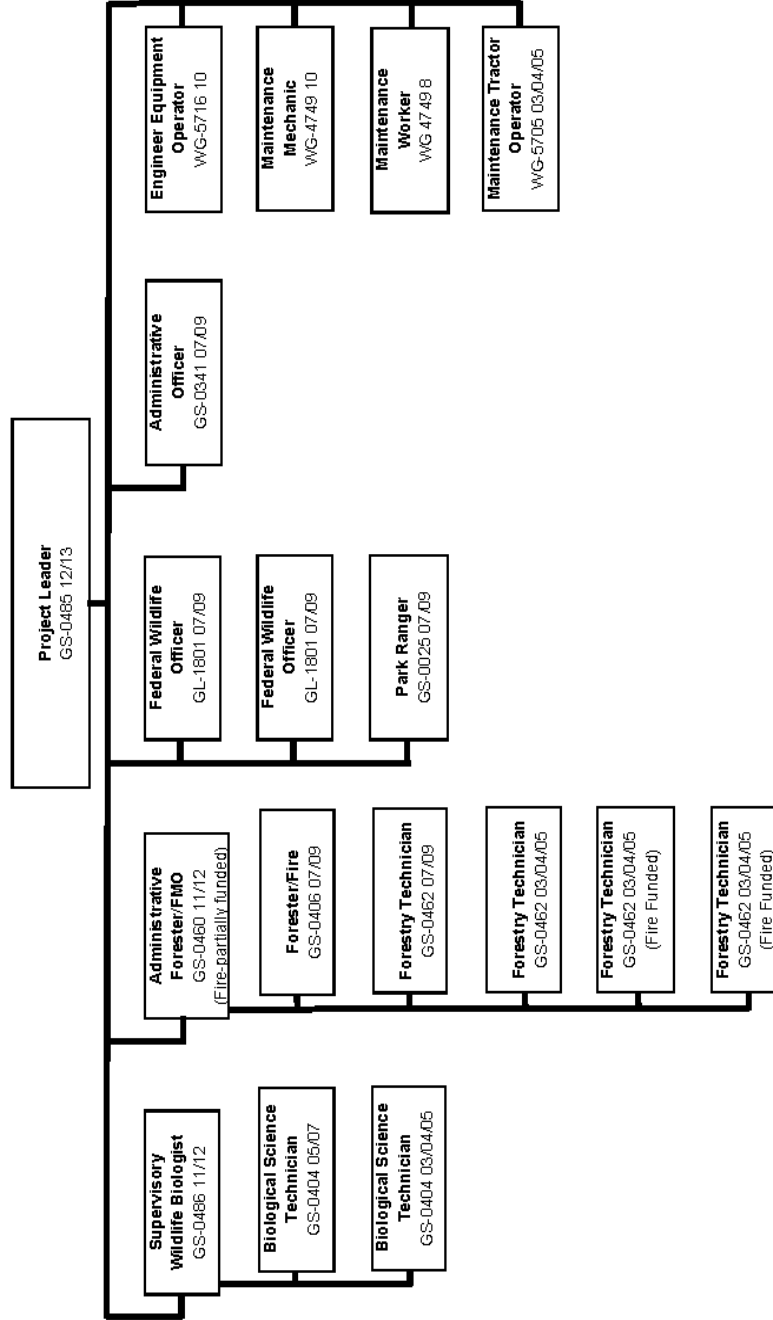 Project Leader
GS-0485 12/13
Supervisory
Wildlife Biologist
GS-0486 11/12
Biological Science
Technician
GS-0404 05/07
Biological Science
Technician
GS-0404 03/04/05
Administrative
Forester/FMO
GS-0460 11/12
(Fire-partially funded)
Forester/Fire
GS-0406 07/09
Forestry Technician
GS-0462 07/09
Forestry Technician
GS-0462 03/04/05
Forestry Technician
GS-0462 03/04/05
(Fire Funded)
Forestry Technician
GS-0462 03/04/05
(Fire Funded)
Federal Wildlife
Officer
GL-1801 07/09
Federal Wildlife
Officer
GL-1801 07/09
Park Ranger
GS-0025 07/09
Administrative
Officer
GS-0341 07/09
Engineer Equipment
Operator
WG-5716 10
Maintenance
Mechanic
WG-4749 10
Maintenance
Worker
WG 4749 8
Maintenance Tractor
Operator
WG-5705 03/04/05